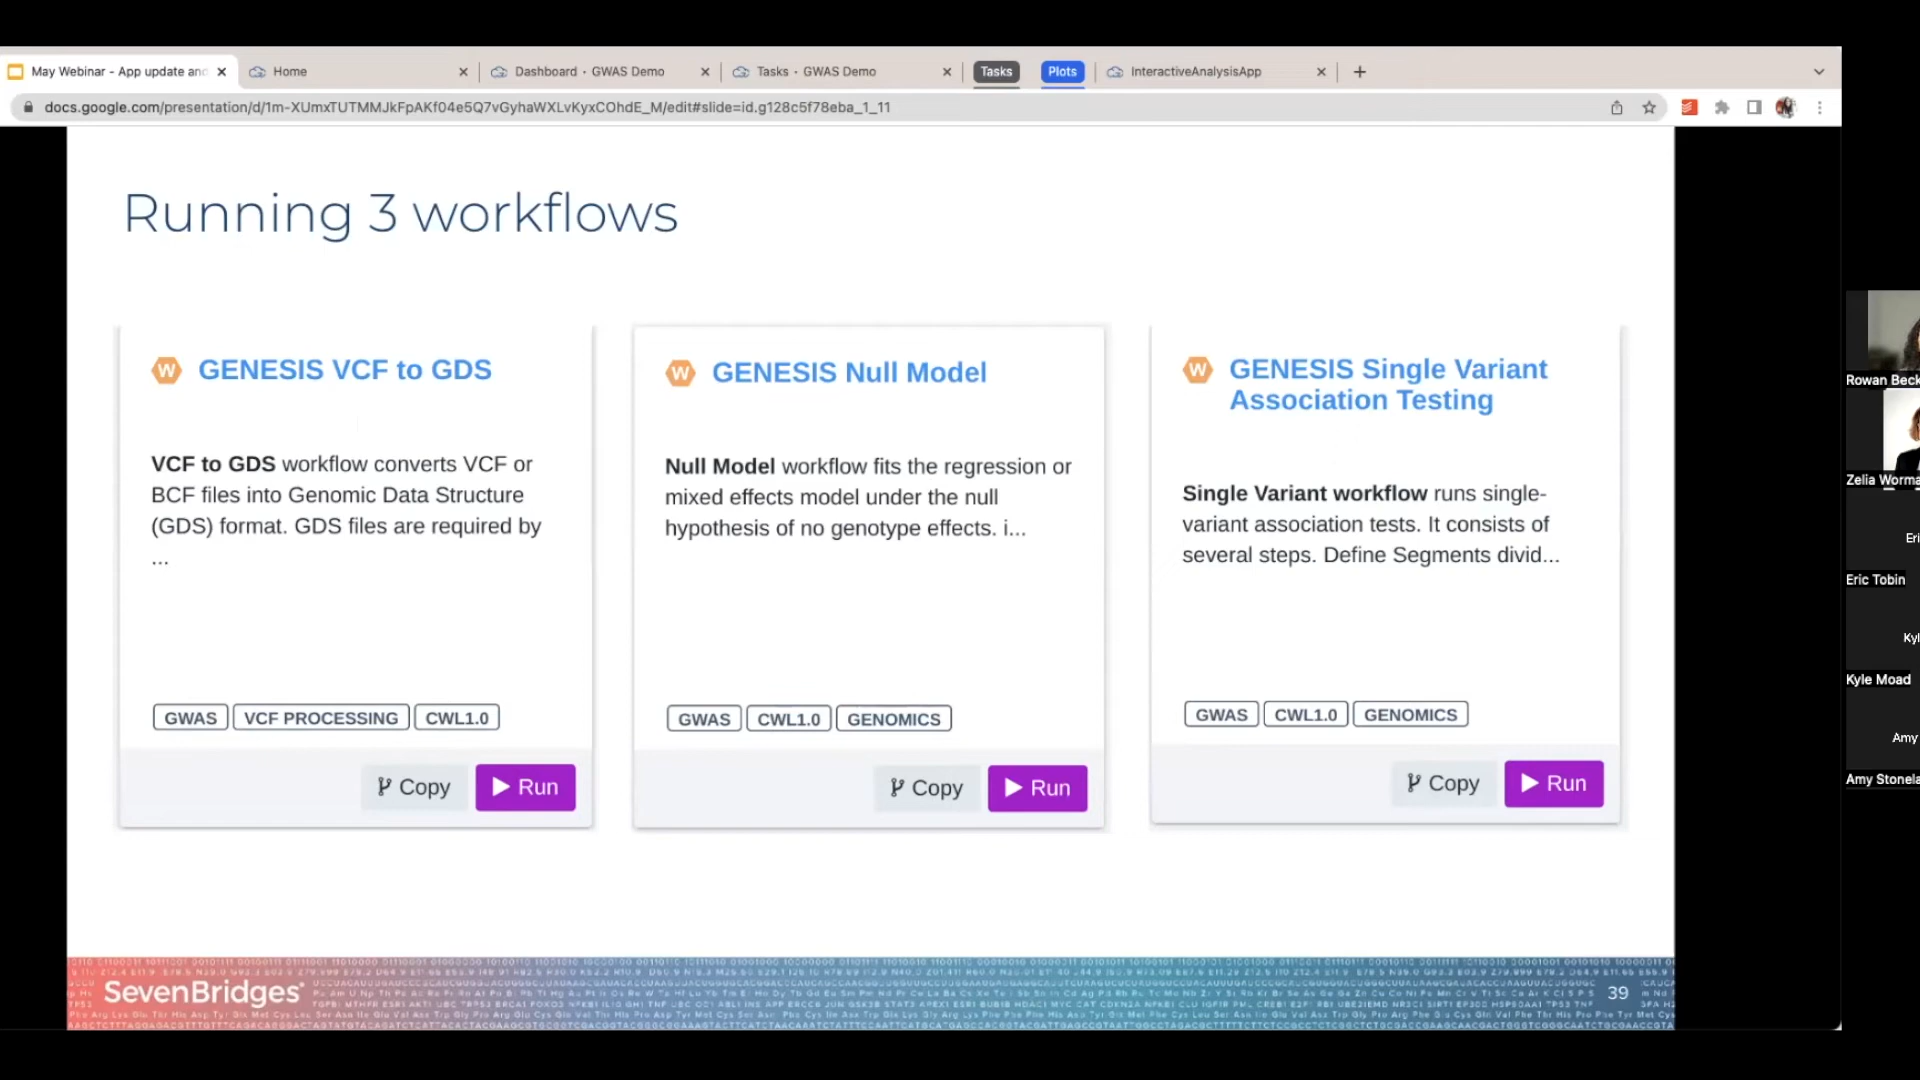 May Webinar - App update and
Home
Dashboard - GWAS Demo
Tasks - GWAS Demo
Tasks
Plots
InteractiveAnalysisApp
docs.google.com/presentation/d/1m-XUmxTUTMMJkFpAKf04e5Q7vGyhaWXLvKyxCOhdE_M/edit#slide=id.g128c5f78eba_1_11
Running 3 workflows
W GENESIS VCF to GDS
VCF to GDS workflow converts VCF or
BCF files into Genomic Data Structure
(GDS) format. GDS files are required by
...
GWAS VCF PROCESSING CWL1.0
Copy Run
W GENESIS Null Model
Null Model workflow fits the regression or
mixed effects model under the null
hypothesis of no genotype effects. i...
GWAS CWL1.0 GENOMICS
Copy Run
W GENESIS Single Variant
Association Testing
Single Variant workflow runs single-
variant association tests. It consists of
several steps. Define Segments divid...
GWAS CWL1.0 GENOMICS
Copy Run
SevenBridges
39
Rowan Beck
Zelia Worma
Eri
Eric Tobin
Kyl
Kyle Moad
Amy
Amy Stonela